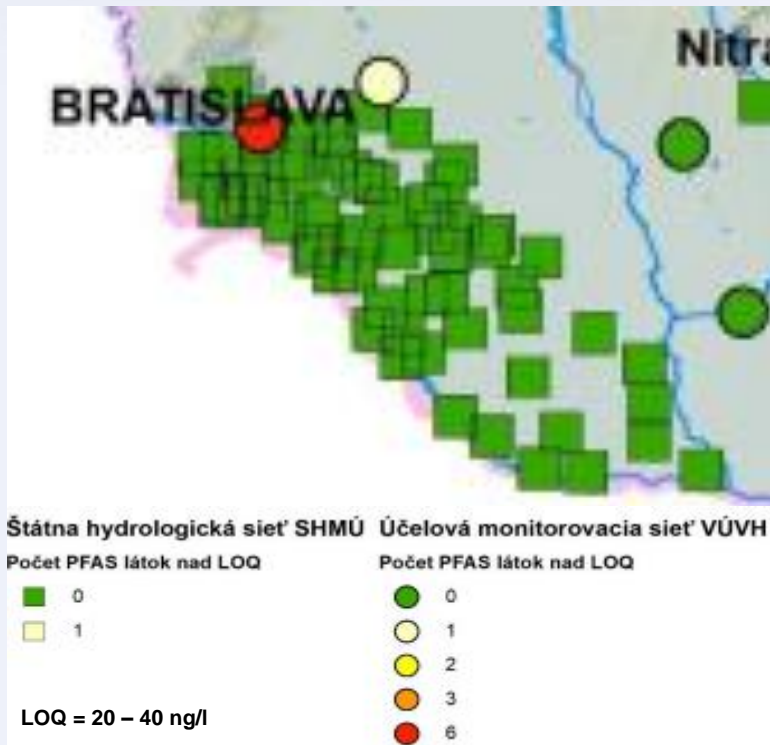 Nitra
BRATISLAVA
Štátna hydrologická sieť SHMÚ
Počet PFAS látok nad LOQ
0
1
LOQ = 20 – 40 ng/l
Účelová monitorovacia sieť VÚVH
Počet PFAS látok nad LOQ
0
1
2
3
6